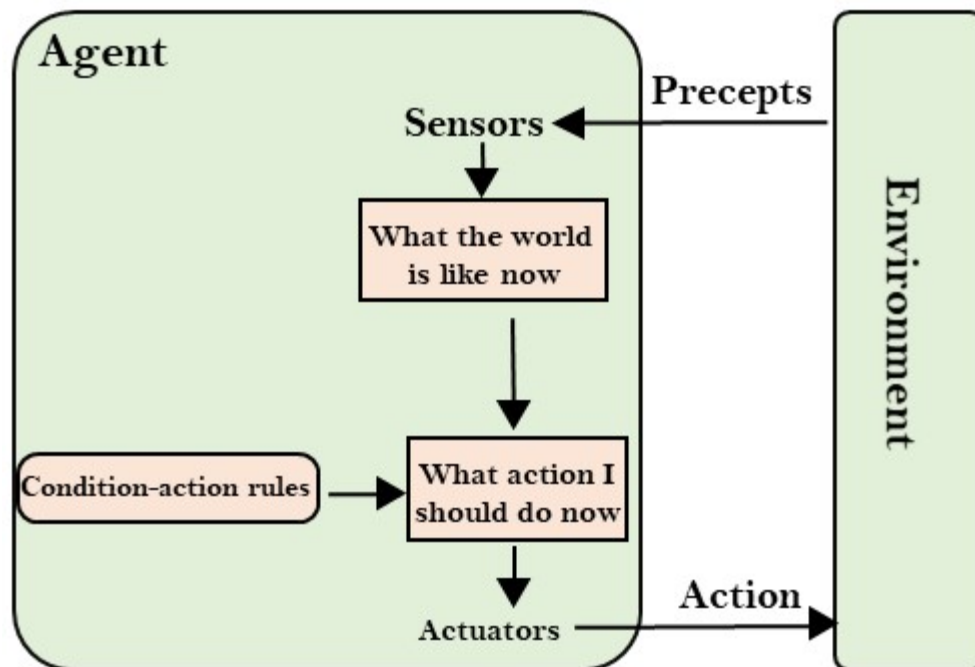 Agent
Precepts
Sensors
What the world
is like now
Environment
Condition-action rules
What action I
should do now
Action
Actuators